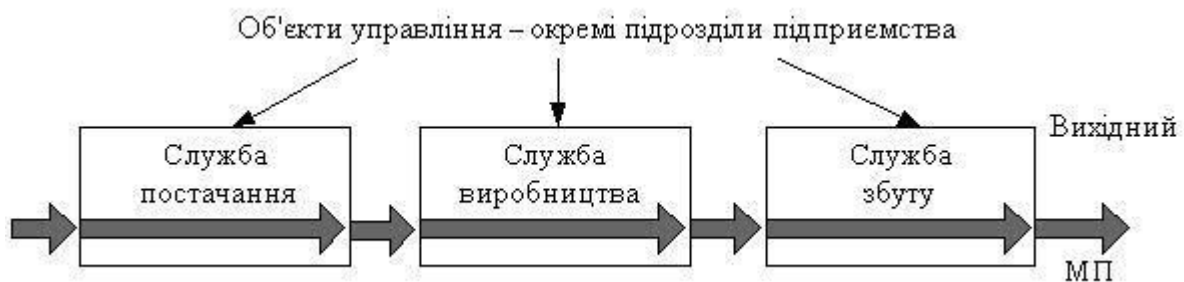 Об'єкти управління – окремі підрозділи підприємства
Служба
постачання
Служба
виробництва
Служба
збуту
Вихідний
МП